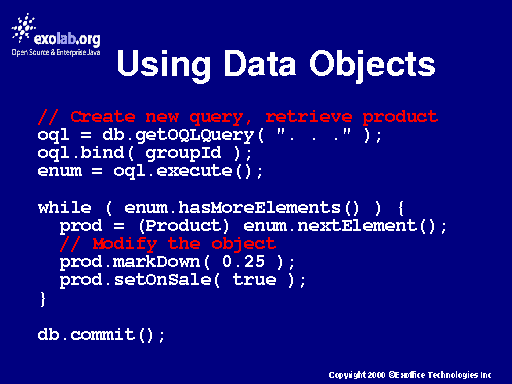 exolab.org
Open Source & Enterprise Java
Using Data Objects
// Create new query, retrieve product
oql = db.getOQLQuery( ". . ." );
oql.bind( groupId );
enum = oql.execute();
while ( enum.hasMoreElements() ) {
prod = (Product) enum.nextElement();
// Modify the object
prod.markDown( 0.25 );
prod.setOnSale( true );
}
db.commit();
Copyright 2000 ©Exoffice Technologies Inc